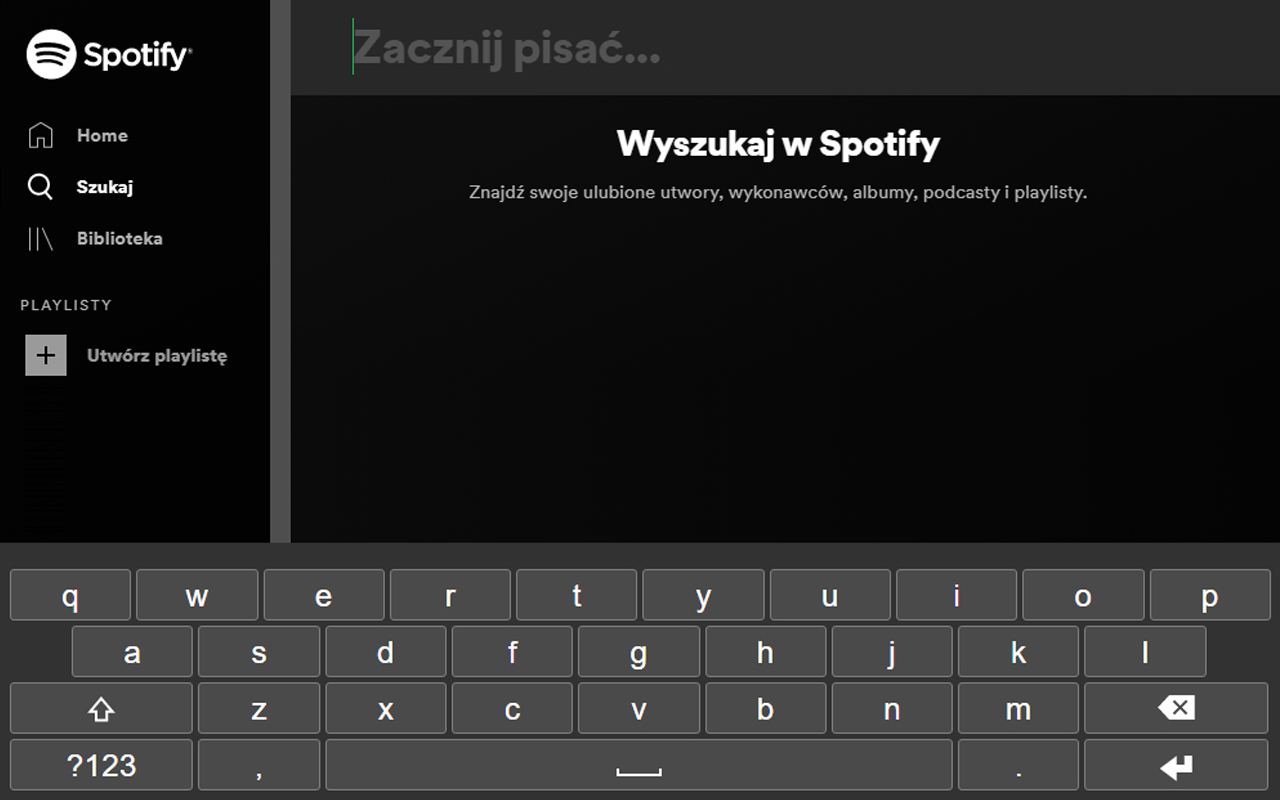 Spotify
Zacznij pisać...
Home
Szukaj
Biblioteka
PLAYLISTY
Utwórz playlistę
Wyszukaj w Spotify
Znajdź swoje ulubione utwory, wykonawców, albumy, podcasty i playlisty.
q w e r t y u i o p
a s d f g h j k l
z x c v b n m
?123 , .